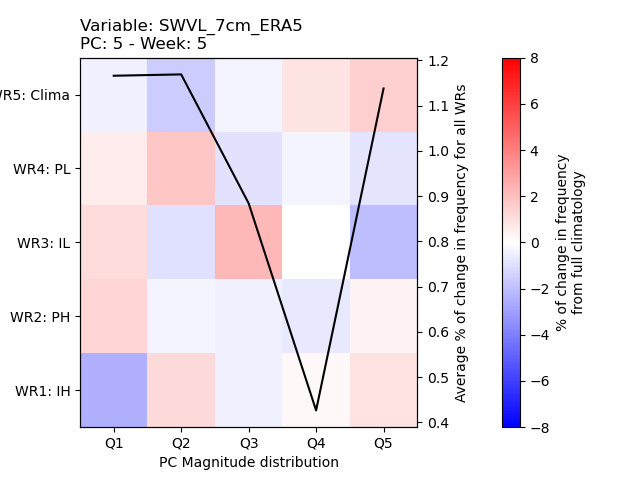 Variable: SWVL_7cm_ERA5
PC: 5 - Week: 5
WR5: Clima
WR4: PL
WR3: IL
WR2: PH
WR1: IH
Q1 Q2 Q3 Q4 Q5
PC Magnitude distribution
1.2
1.1
1.0
0.9
0.8
0.7
0.6
0.5
0.4
Average % of change in frequency for all WRs
8
6
4
2
0
−2
−4
−6
−8
% of change in frequency
from full climatology